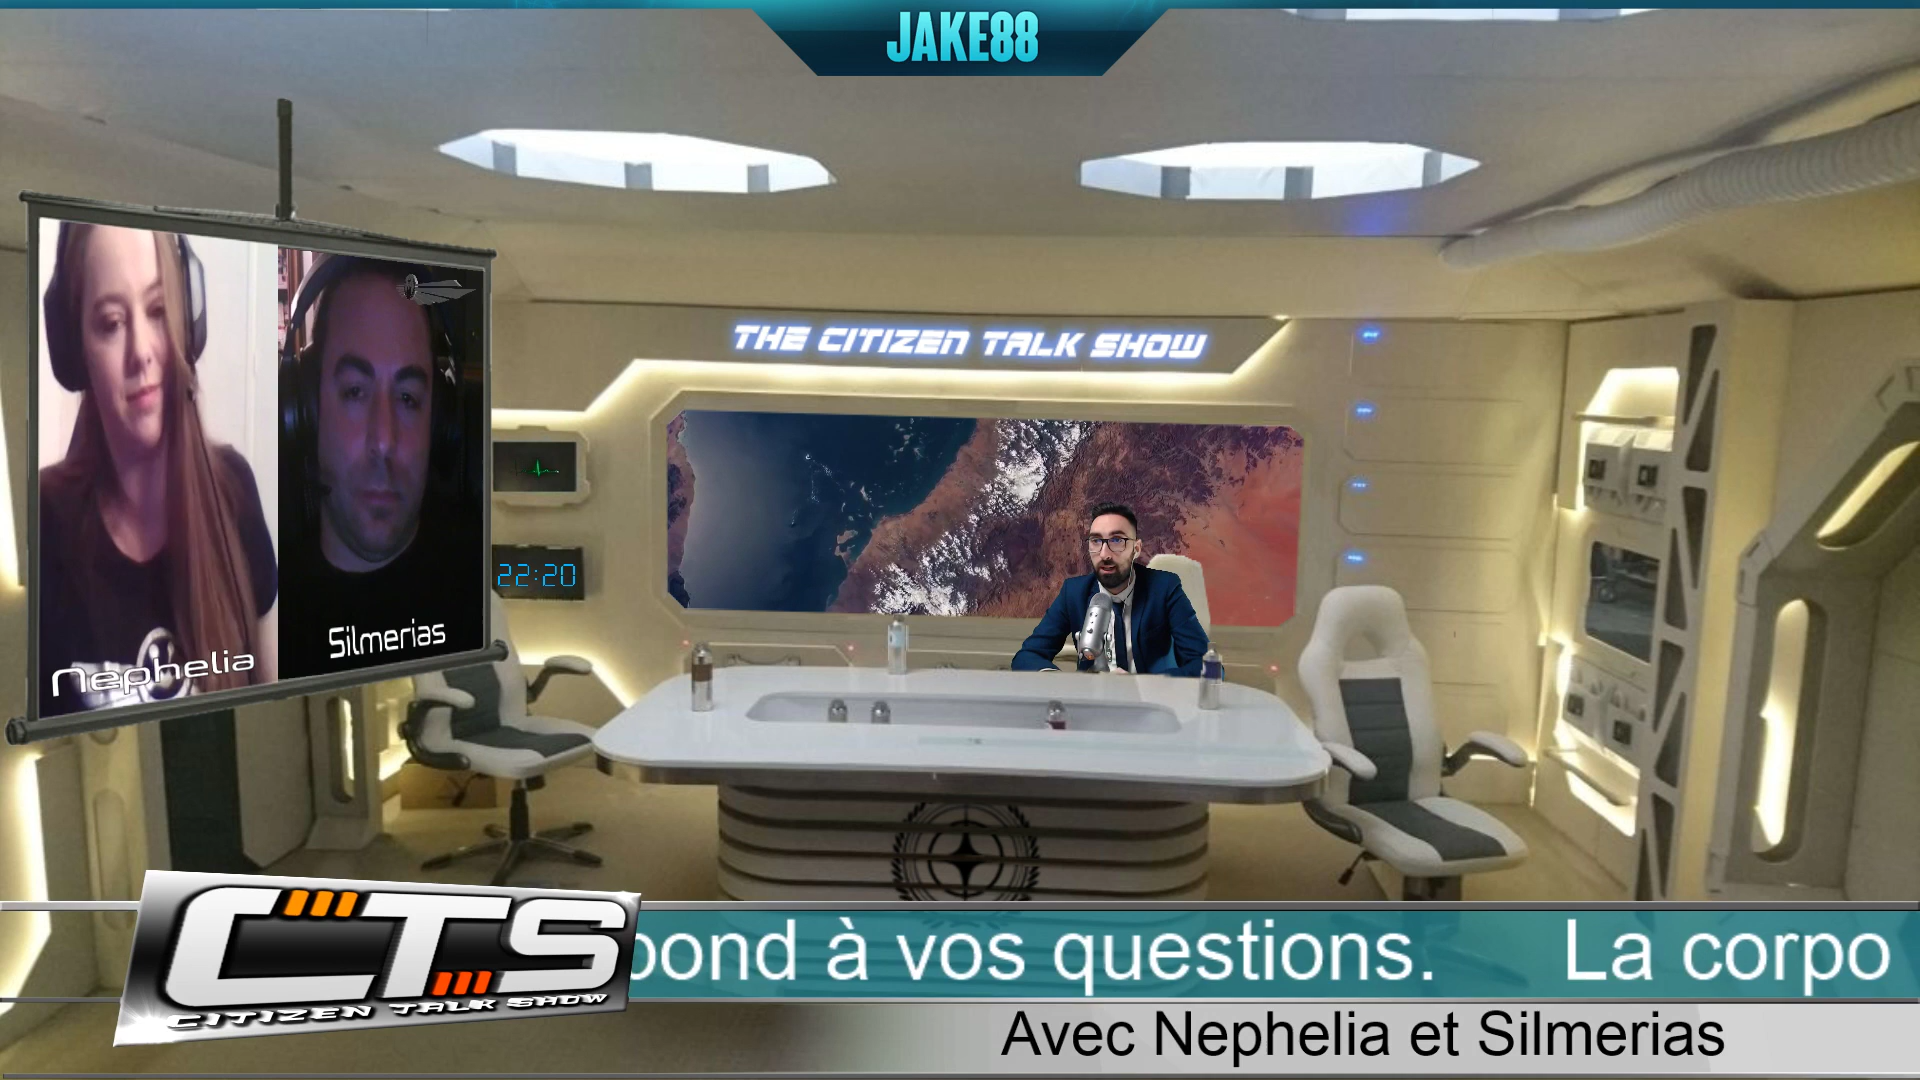 JAKE88
THE CITIZEN TALK SHOW
22:20
Nephelia
Silmerias
CTS
CITIZEN TALK SHOW
pond à vos questions. La corpo
Avec Nephelia et Silmerias